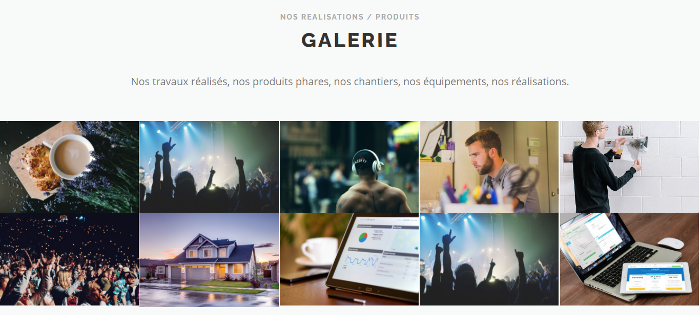 NOS REALISATIONS / PRODUITS
GALERIE
Nos travaux réalisés, nos produits phares, nos chantiers, nos équipements, nos réalisations.